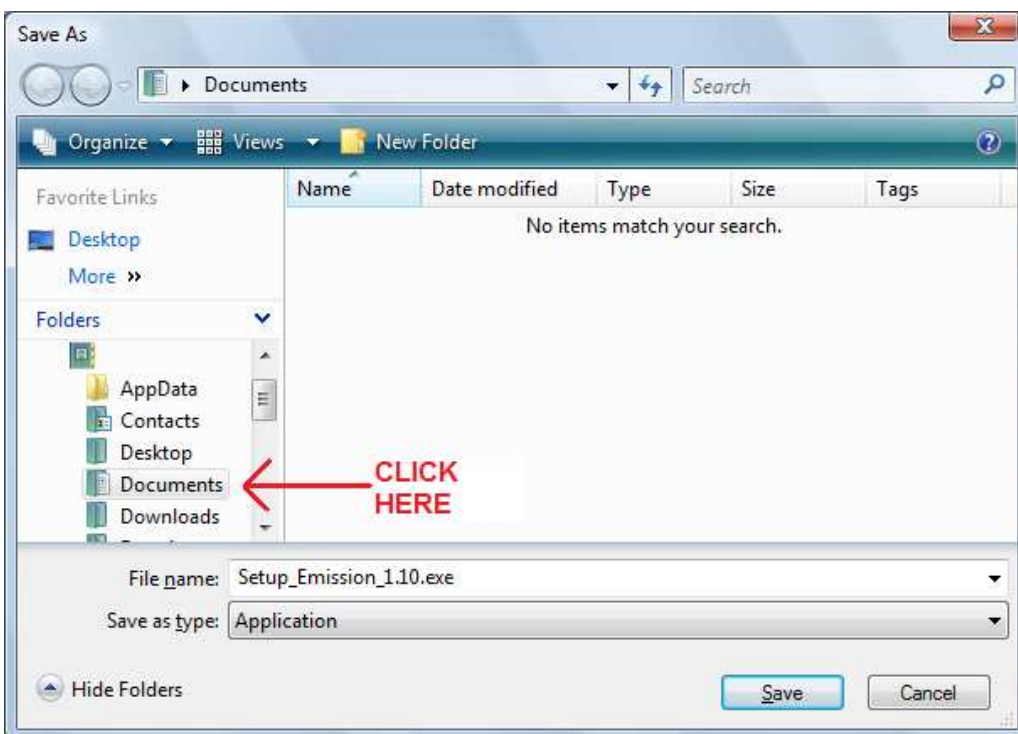 Save As
Documents
Search
Organize Views New Folder
Favorite Links
Desktop
More »
Folders
AppData
Contacts
Desktop
Documents
Downloads
Name Date modified Type Size Tags
No items match your search.
CLICK
HERE
File name: Setup_Emission_1.10.exe
Save as type: Application
Hide Folders
Save Cancel